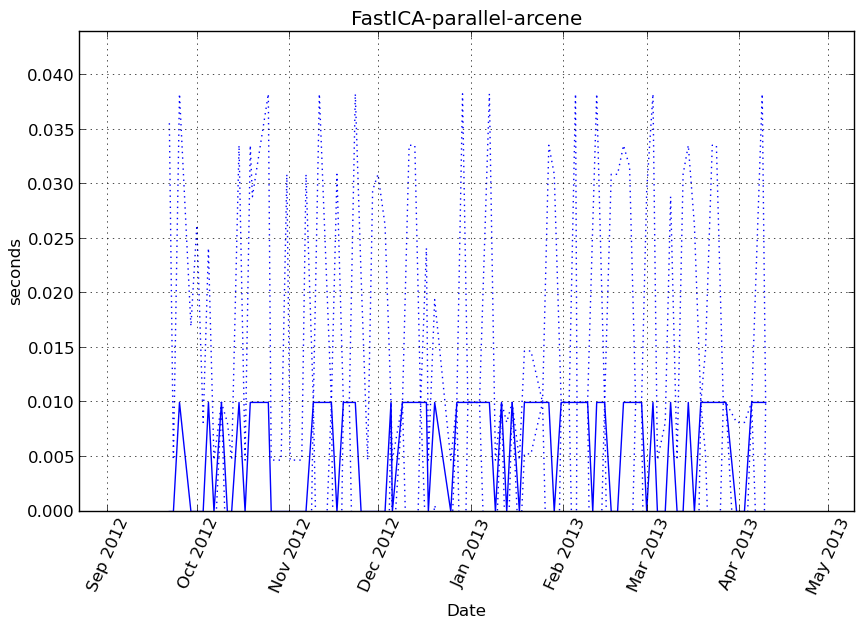 FastICA-parallel-arcene
0.040
0.035
0.030
0.025
0.020
0.015
0.010
0.005
0.000
seconds
Sep 2012
Oct 2012
Nov 2012
Dec 2012
Jan 2013
Feb 2013
Mar 2013
Apr 2013
May 2013
Date